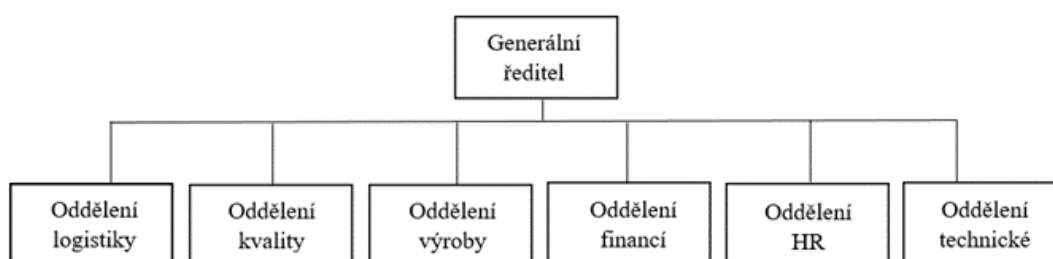 Generální
ředitel
Oddělení
logistiky
Oddělení
kvality
Oddělení
výroby
Oddělení
financí
Oddělení
HR
Oddělení
technické